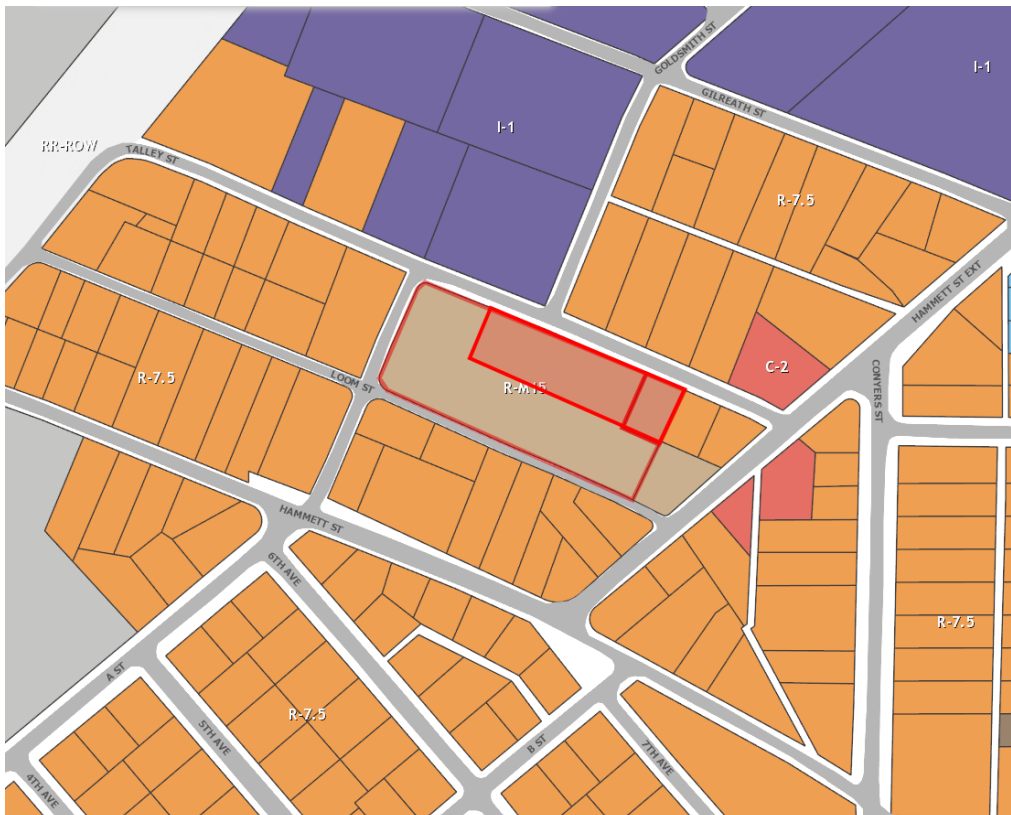 GOLDSMITH ST
I-1
GILREATH ST
I-1
RR-ROW
TALLEY ST
R-7.5
HAMMETT ST EXT
C-2
CONYERS ST
R-7.5
LOOM ST
R-M15
HAMMETT ST
6TH AVE
R-7.5
A ST
R-7.5
5TH AVE
B ST
7TH AVE
4TH AVE